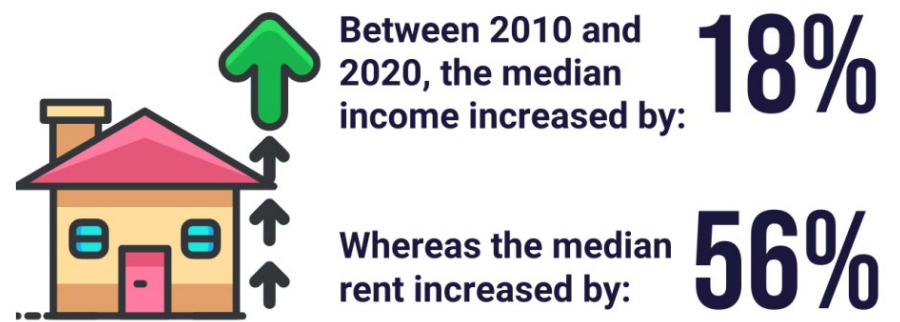 Between 2010 and
2020, the median
income increased by:
18%
Whereas the median
rent increased by:
56%